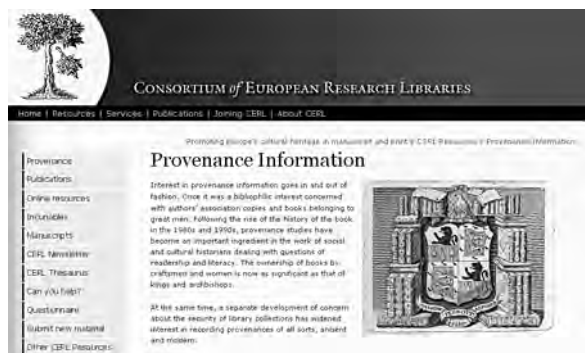 CONSORTIUM of EUROPEAN RESEARCH LIBRARIES
Home | Resources | Services | Publications | Joining CERL | About CERL
Promoting Europe's cultural heritage in manuscript and print > CERL Resources > Provenance Information
Provenance
Publications
Online resources
Incunables
Manuscripts
CERL Newsletter
CERL Thesaurus
Can you help?
Questionnaire
Submit new material
Other CERL Resources
Provenance Information
Interest in provenance information goes in and out of
fashion. Once it was a bibliophilic interest concerned
with authors' association copies and books belonging to
great men. Following the rise of the history of the book
in the 1980s and 1990s, provenance studies have
become an important ingredient in the work of social
and cultural historians dealing with questions of
readership and literacy. The ownership of books by
craftsmen and women is now as significant as that of
kings and archbishops.
At the same time, a separate development of concern
about the security of library collections has widened
interest in recording provenances of all sorts, ancient
and modern.